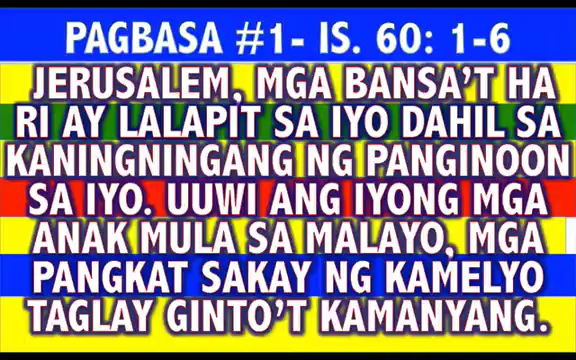 PAGBASA #1- IS. 60: 1-6
JERUSALEM, MGA BANSA'T HA
RI AY LALAPIT SA IYO DAHIL SA
KANINGNINGANG NG PANGINOON
SA IYO. UUWI ANG IYONG MGA
ANAK MULA SA MALAYO, MGA
PANGKAT SAKAY NG KAMELYO
TAGLAY GINTO'T KAMANYANG.